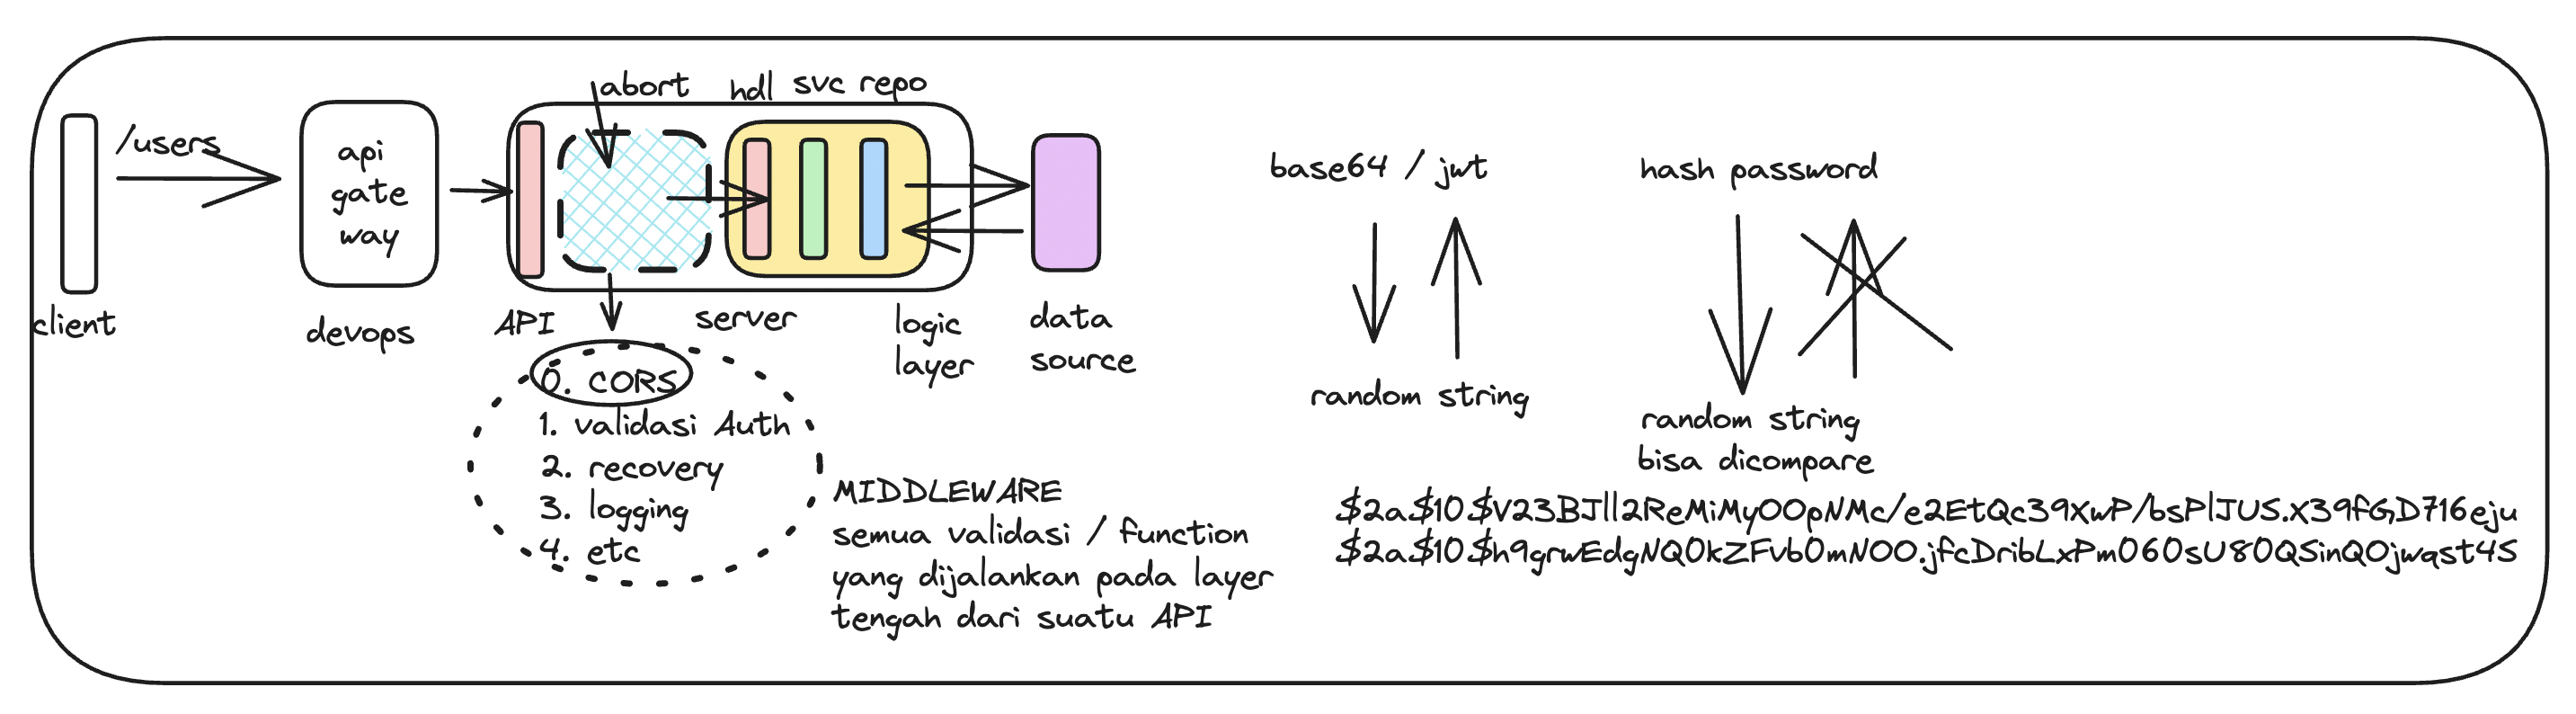 abort
hdl svc repo
/users
api
gate
way
client
devops
API
server
logic
layer
data
source
0. CORS
1. validasi Auth
2. recovery
3. logging
4. etc
MIDDLEWARE
semua validasi / function
yang dijalankan pada layer
tengah dari suatu API
base64 / jwt
random string
hash password
random string
bisa dicompare
$2a$10$V23BJll2ReMiMyOOpNMc/e2EtQc39XwP/bsPlJUS.X39fGD716eju
$2a$10$h9grwEdgNQ0kZFvb0mNOO.jfcDribLxPm060sU80QSinQOjwast4S